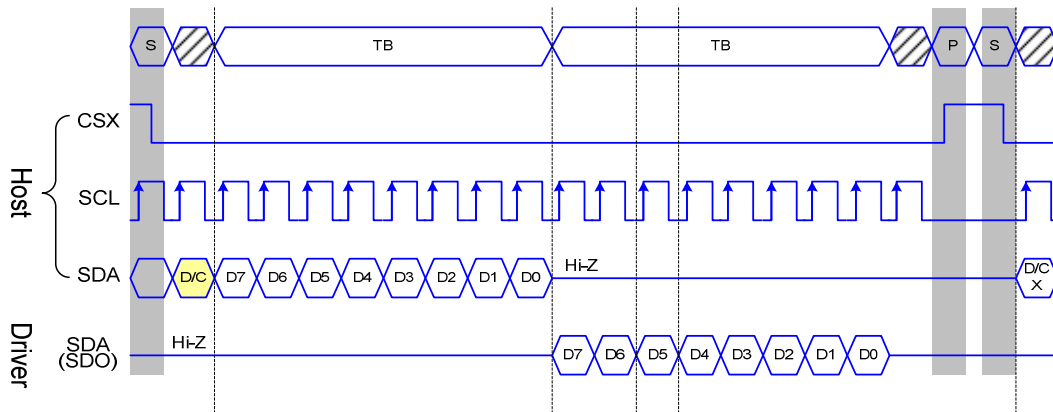 S TB TB P S
CSX
SCL
SDA D/C D7 D6 D5 D4 D3 D2 D1 D0 Hi-Z D/C
X
Host
SDA
(SDO) Hi-Z D7 D6 D5 D4 D3 D2 D1 D0
Driver